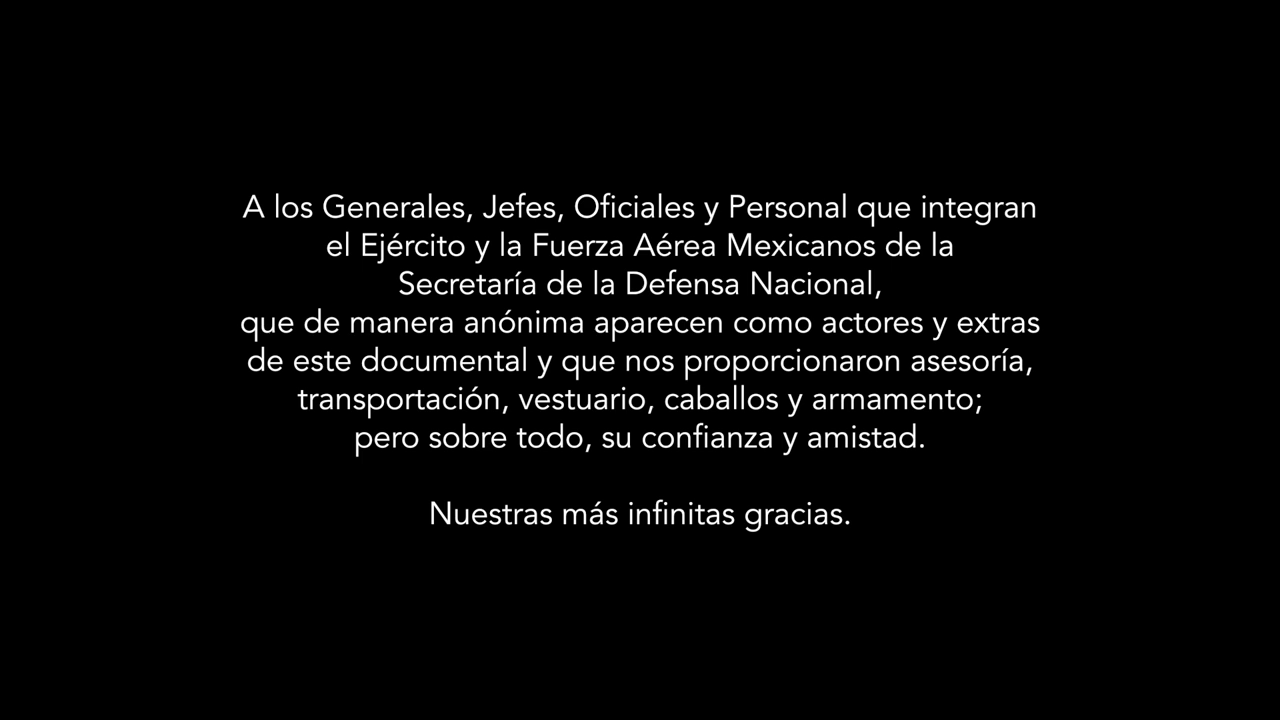 A los Generales, Jefes, Oficiales y Personal que integran
el Ejército y la Fuerza Aérea Mexicanos de la
Secretaría de la Defensa Nacional,
que de manera anónima aparecen como actores y extras
de este documental y que nos proporcionaron asesoría,
transportación, vestuario, caballos y armamento;
pero sobre todo, su confianza y amistad.
Nuestras más infinitas gracias.